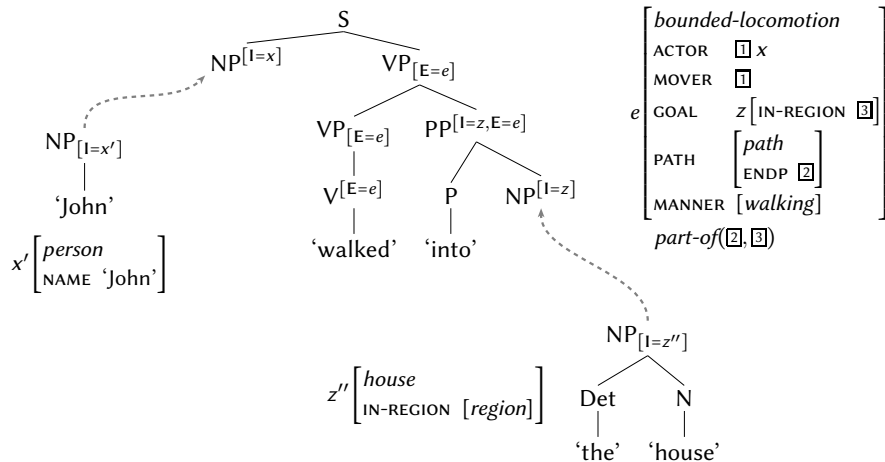 S
NP[I=x]
VP[E=e]
NP[I=x′]
'John'
x′ [person
NAME 'John']
VP[E=e]
PP[I=z,E=e]
V[E=e]
P
NP[I=z]
'walked'
'into'
e [bounded-locomotion
ACTOR 1 x
MOVER 1
GOAL z [IN-REGION 3]
PATH [path
ENDP 2]
MANNER [walking]]
part-of(2, 3)
z″ [house
IN-REGION [region]]
NP[I=z″]
Det
N
'the'
'house'